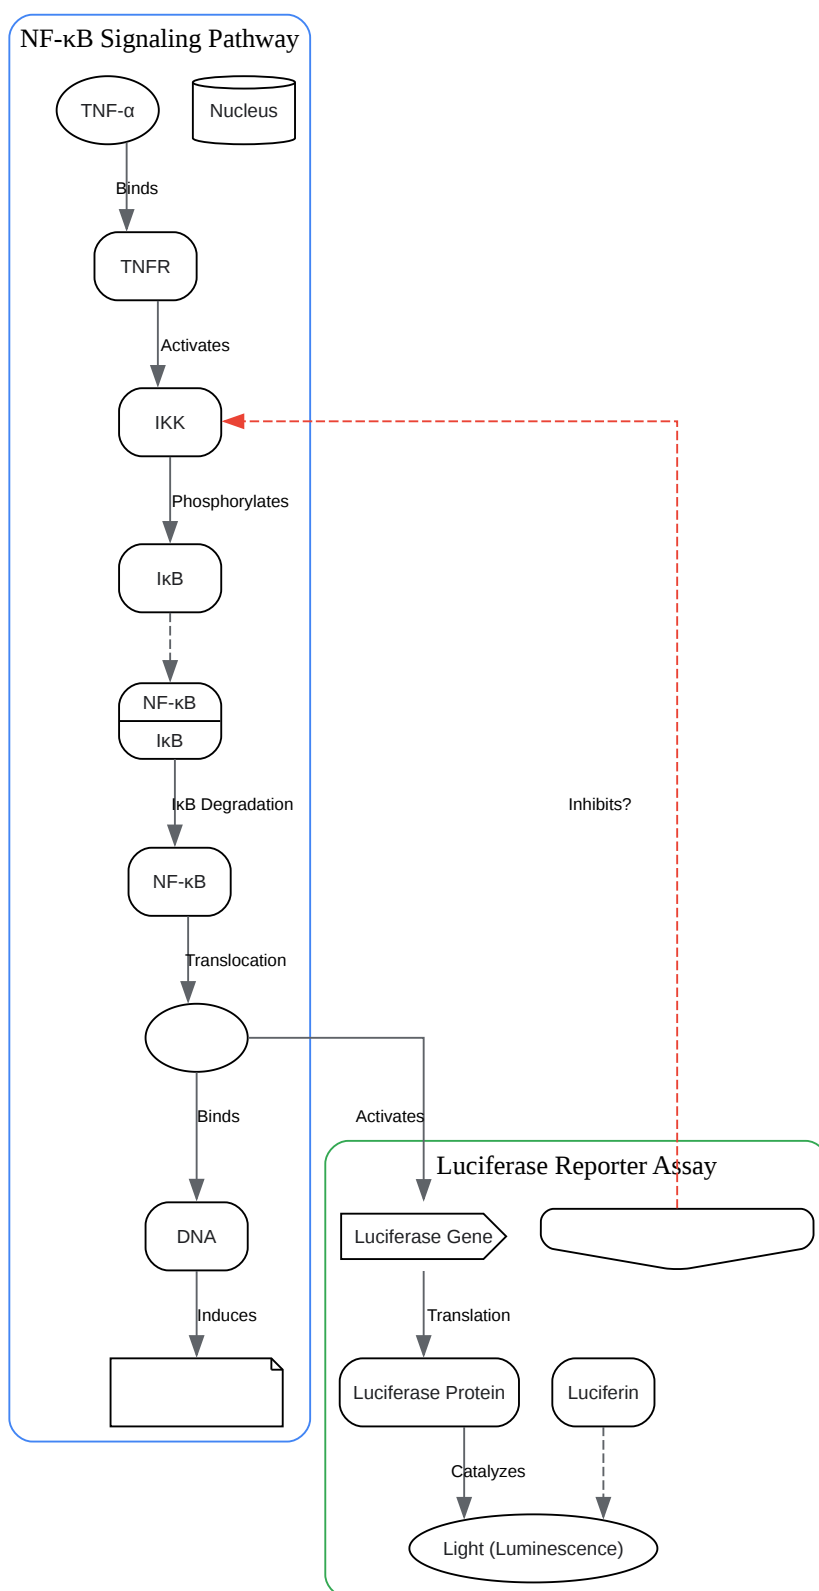 NF-κB Signaling Pathway
TNF-α
Nucleus
Binds
TNFR
Activates
IKK
Phosphorylates
IκB
NF-κB
IκB
IκB Degradation
Inhibits?
NF-κB
Translocation
Binds
Activates
Luciferase Reporter Assay
DNA
Luciferase Gene
Induces
Translation
Luciferase Protein
Luciferin
Catalyzes
Light (Luminescence)